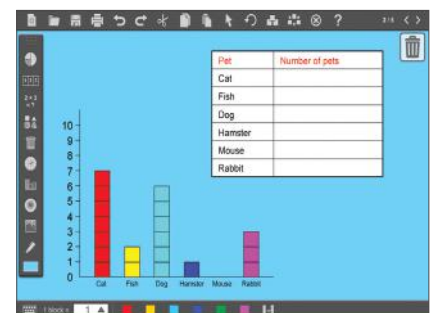 Pet Number of pets
Cat
Fish
Dog
Hamster
Mouse
Rabbit
10
9
8
7
6
5
4
3
2
1
0
Cat Fish Dog Hamster Mouse Rabbit
1 block = 1